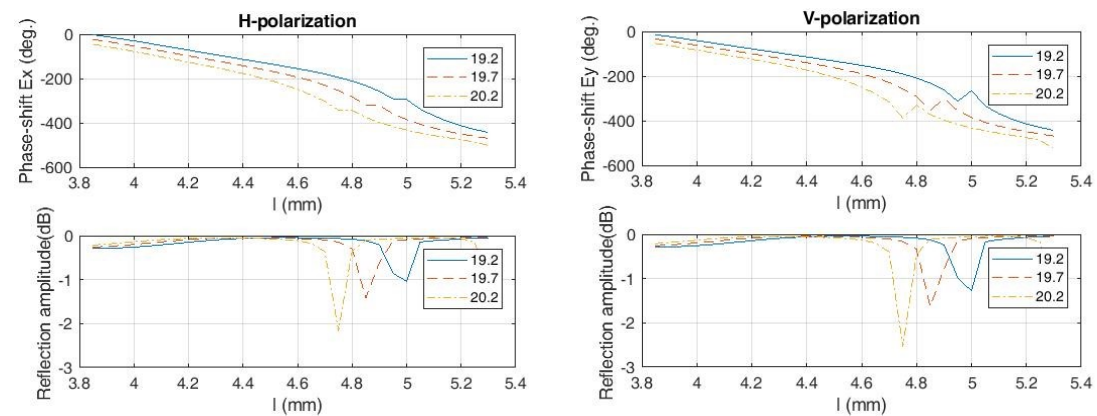 H-polarization
Phase-shift Ex (deg.)
0
-200
-400
-600
19.2
19.7
20.2
3.8 4 4.2 4.4 4.6 4.8 5 5.2 5.4
l (mm)
Reflection amplitude(dB)
0
-1
-2
-3
19.2
19.7
20.2
3.8 4 4.2 4.4 4.6 4.8 5 5.2 5.4
l (mm)
V-polarization
Phase-shift Ey (deg.)
0
-200
-400
-600
19.2
19.7
20.2
3.8 4 4.2 4.4 4.6 4.8 5 5.2 5.4
l (mm)
Reflection amplitude(dB)
0
-1
-2
-3
19.2
19.7
20.2
3.8 4 4.2 4.4 4.6 4.8 5 5.2 5.4
l (mm)